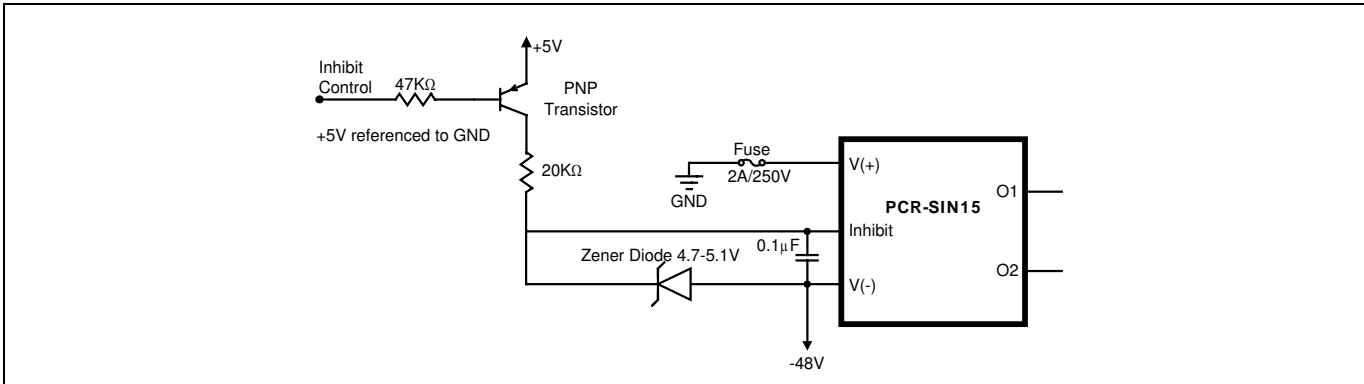 +5V
Inhibit
Control
47KΩ
PNP
Transistor
+5V referenced to GND
20KΩ
Fuse
2A/250V
GND
V(+)
PCR-SIN15
O1
Inhibit
0.1µF
Zener Diode 4.7-5.1V
O2
V(-)
-48V